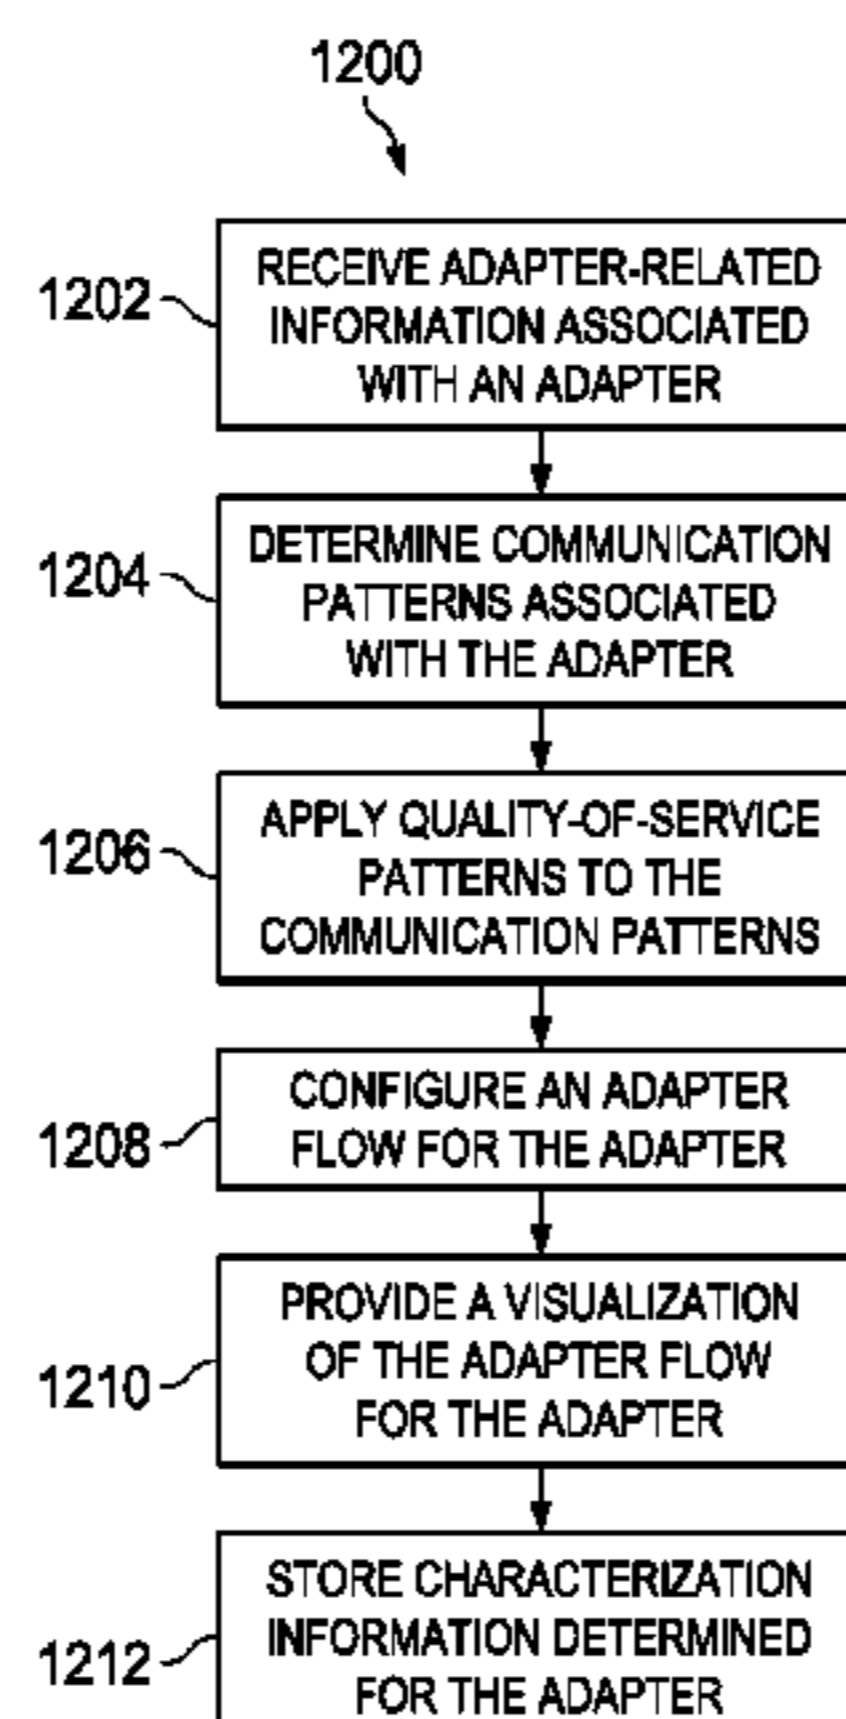 1200
1202
RECEIVE ADAPTER-RELATED
INFORMATION ASSOCIATED
WITH AN ADAPTER
1204
DETERMINE COMMUNICATION
PATTERNS ASSOCIATED
WITH THE ADAPTER
1206
APPLY QUALITY-OF-SERVICE
PATTERNS TO THE
COMMUNICATION PATTERNS
1208
CONFIGURE AN ADAPTER
FLOW FOR THE ADAPTER
1210
PROVIDE A VISUALIZATION
OF THE ADAPTER FLOW
FOR THE ADAPTER
1212
STORE CHARACTERIZATION
INFORMATION DETERMINED
FOR THE ADAPTER